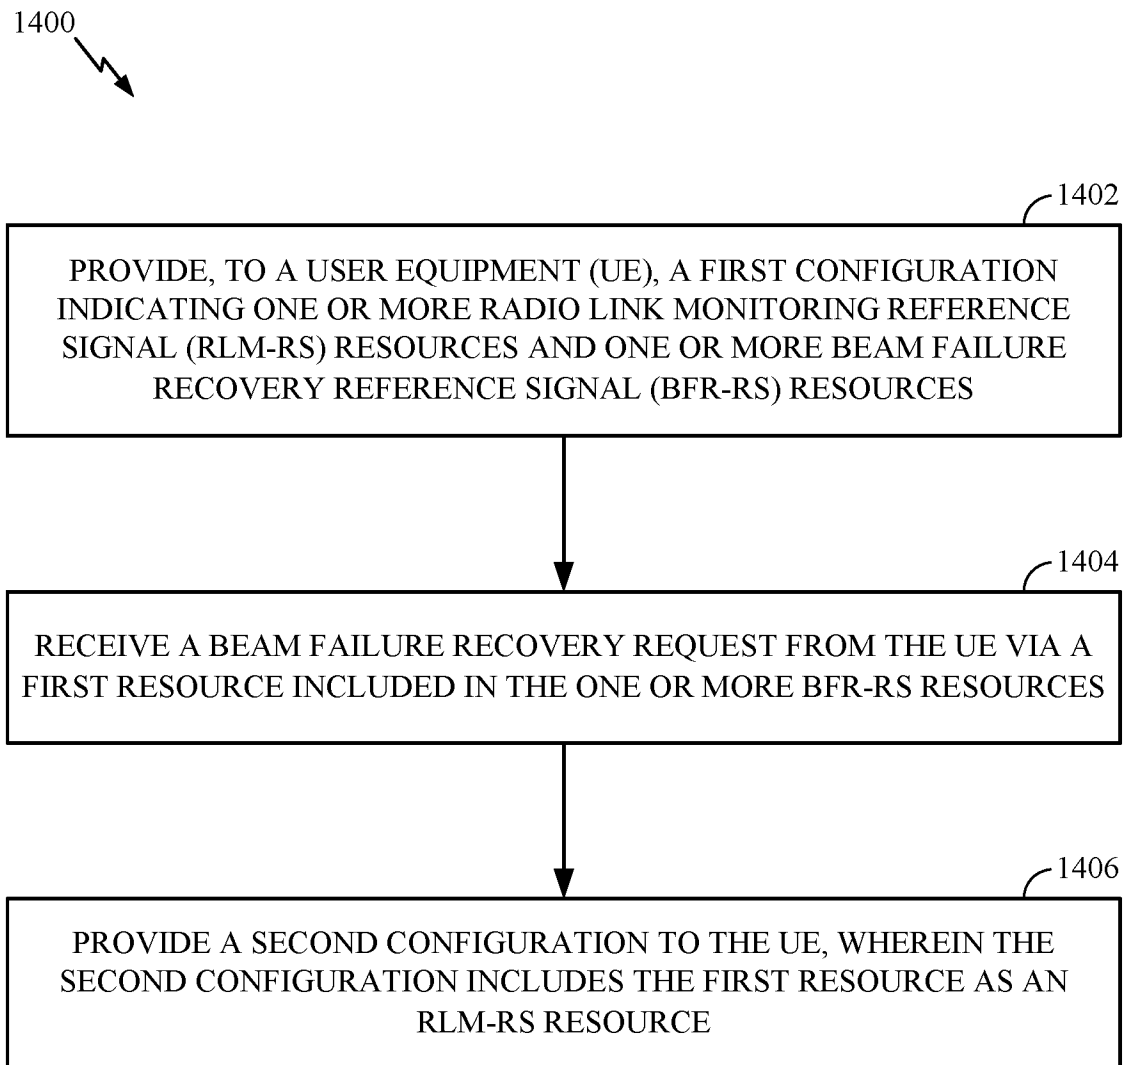 1400
1402
PROVIDE, TO A USER EQUIPMENT (UE), A FIRST CONFIGURATION
INDICATING ONE OR MORE RADIO LINK MONITORING REFERENCE
SIGNAL (RLM-RS) RESOURCES AND ONE OR MORE BEAM FAILURE
RECOVERY REFERENCE SIGNAL (BFR-RS) RESOURCES
1404
RECEIVE A BEAM FAILURE RECOVERY REQUEST FROM THE UE VIA A
FIRST RESOURCE INCLUDED IN THE ONE OR MORE BFR-RS RESOURCES
1406
PROVIDE A SECOND CONFIGURATION TO THE UE, WHEREIN THE
SECOND CONFIGURATION INCLUDES THE FIRST RESOURCE AS AN
RLM-RS RESOURCE